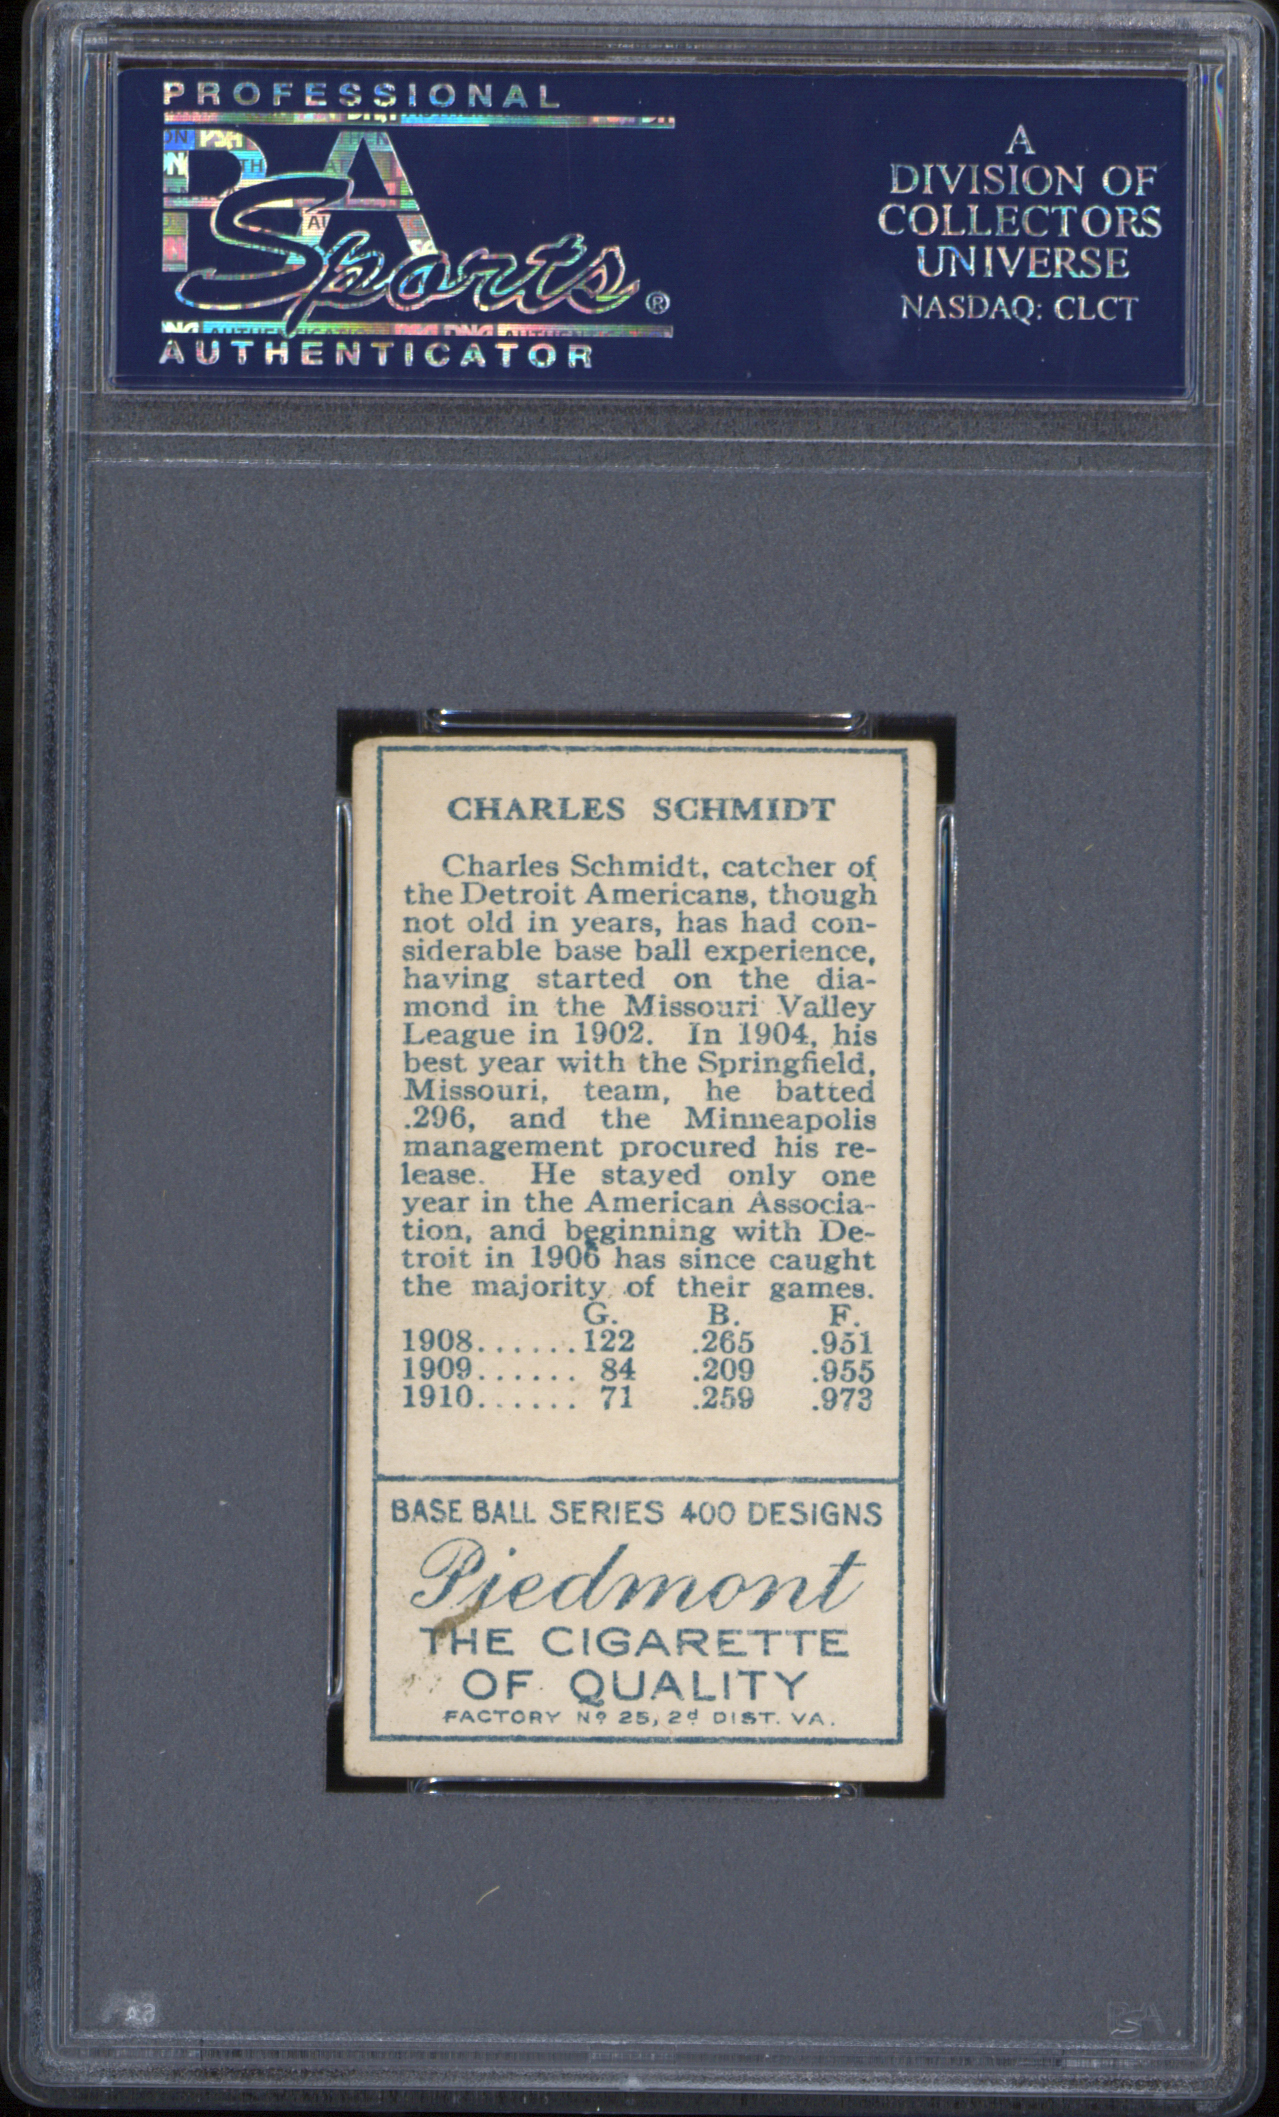 PROFESSIONAL
PSA
Sports®
AUTHENTICATOR
A
DIVISION OF
COLLECTORS
UNIVERSE
NASDAQ: CLCT
CHARLES SCHMIDT
Charles Schmidt, catcher of
the Detroit Americans, though
not old in years, has had con-
siderable base ball experience,
having started on the dia-
mond in the Missouri Valley
League in 1902. In 1904, his
best year with the Springfield,
Missouri, team, he batted
.296, and the Minneapolis
management procured his re-
lease. He stayed only one
year in the American Associa-
tion, and beginning with De-
troit in 1906 has since caught
the majority of their games.
G. B. F.
1908......122 .265 .951
1909...... 84 .209 .955
1910...... 71 .259 .973
BASE BALL SERIES 400 DESIGNS
Piedmont
THE CIGARETTE
OF QUALITY
FACTORY Nº 25, 2d DIST. VA.
PSA